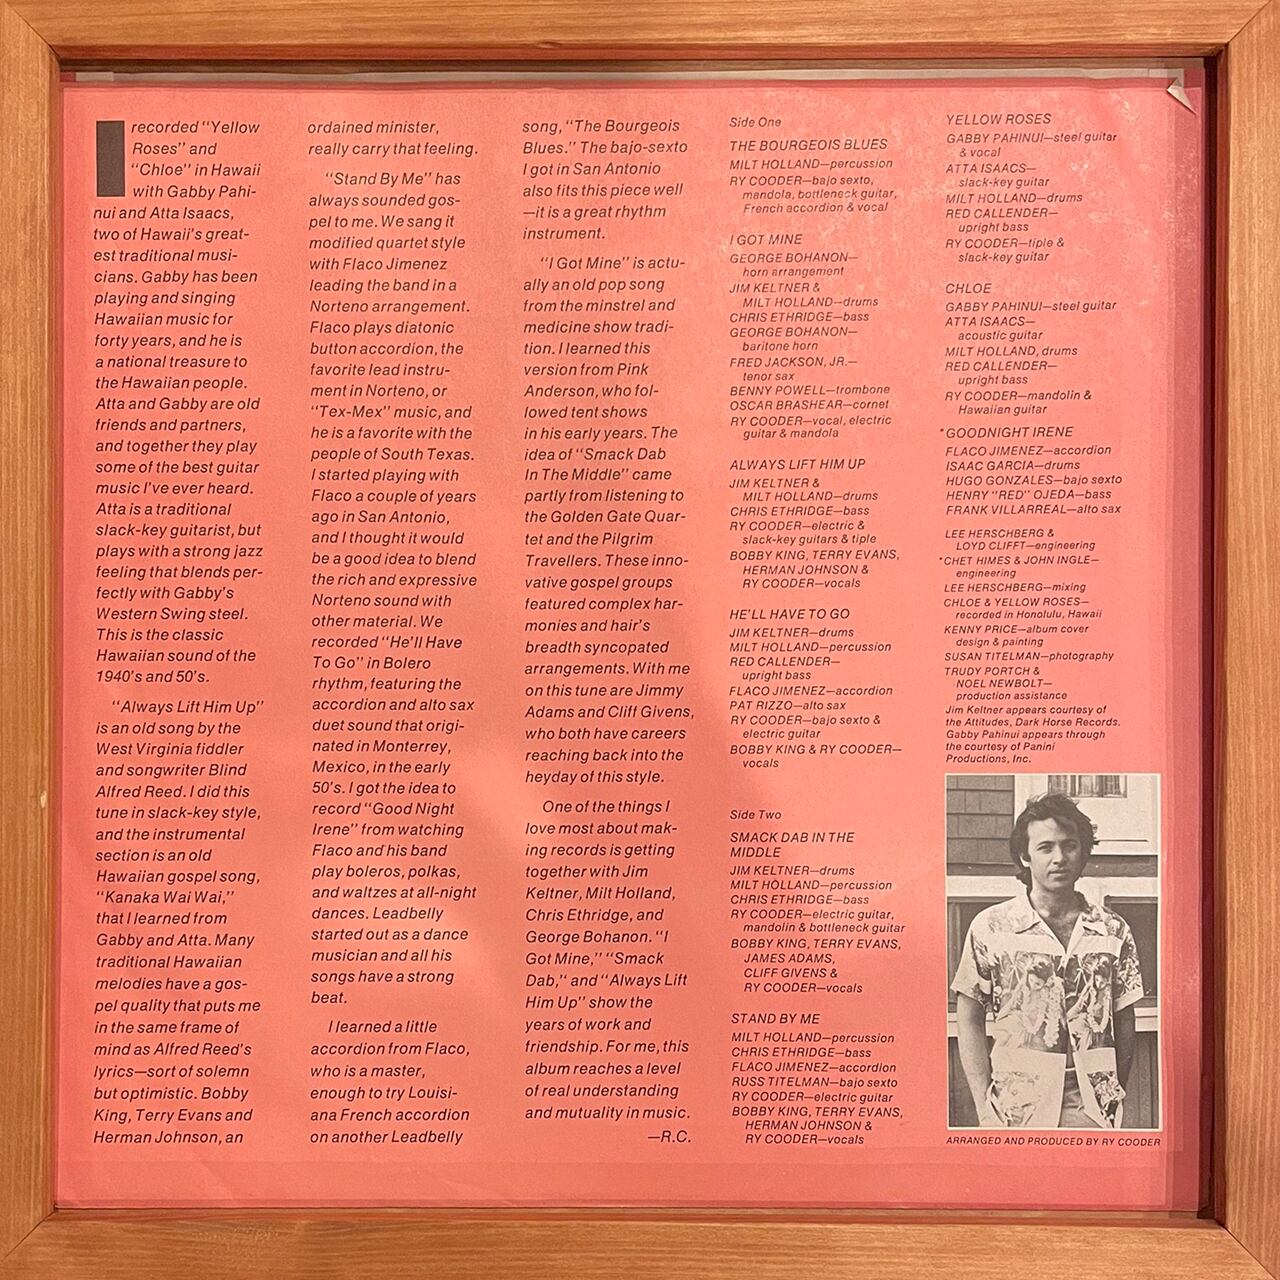 I recorded "Yellow
Roses" and
"Chloe" in Hawaii
with Gabby Pahi-
nui and Atta Isaacs,
two of Hawaii's great-
est traditional musi-
cians. Gabby has been
playing and singing
Hawaiian music for
forty years, and he is
a national treasure to
the Hawaiian people.
Atta and Gabby are old
friends and partners,
and together they play
some of the best guitar
music I've ever heard.
Atta is a traditional
slack-key guitarist, but
plays with a strong jazz
feeling that blends per-
fectly with Gabby's
Western Swing steel.
This is the classic
Hawaiian sound of the
1940's and 50's.
"Always Lift Him Up"
is an old song by the
West Virginia fiddler
and songwriter Blind
Alfred Reed. I did this
tune in slack-key style,
and the instrumental
section is an old
Hawaiian gospel song,
"Kanaka Wai Wai,"
that I learned from
Gabby and Atta. Many
traditional Hawaiian
melodies have a gos-
pel quality that puts me
in the same frame of
mind as Alfred Reed's
lyrics—sort of solemn
but optimistic. Bobby
King, Terry Evans and
Herman Johnson, an
ordained minister,
really carry that feeling.
"Stand By Me" has
always sounded gos-
pel to me. We sang it
modified quartet style
with Flaco Jimenez
leading the band in a
Norteno arrangement.
Flaco plays diatonic
button accordion, the
favorite lead instru-
ment in Norteno, or
"Tex-Mex" music, and
he is a favorite with the
people of South Texas.
I started playing with
Flaco a couple of years
ago in San Antonio,
and I thought it would
be a good idea to blend
the rich and expressive
Norteno sound with
other material. We
recorded "He'll Have
To Go" in Bolero
rhythm, featuring the
accordion and alto sax
duet sound that origi-
nated in Monterrey,
Mexico, in the early
50's. I got the idea to
record "Good Night
Irene" from watching
Flaco and his band
play boleros, polkas,
and waltzes at all-night
dances. Leadbelly
started out as a dance
musician and all his
songs have a strong
beat.
I learned a little
accordion from Flaco,
who is a master,
enough to try Louisi-
ana French accordion
on another Leadbelly
song, "The Bourgeois
Blues." The bajo-sexto
I got in San Antonio
also fits this piece well
—it is a great rhythm
instrument.
"I Got Mine" is actu-
ally an old pop song
from the minstrel and
medicine show tradi-
tion. I learned this
version from Pink
Anderson, who fol-
lowed tent shows
in his early years. The
idea of "Smack Dab
In The Middle" came
partly from listening to
the Golden Gate Quar-
tet and the Pilgrim
Travellers. These inno-
vative gospel groups
featured complex har-
monies and hair's
breadth syncopated
arrangements. With me
on this tune are Jimmy
Adams and Cliff Givens,
who both have careers
reaching back into the
heyday of this style.
One of the things I
love most about mak-
ing records is getting
together with Jim
Keltner, Milt Holland,
Chris Ethridge, and
George Bohanon. "I
Got Mine," "Smack
Dab," and "Always Lift
Him Up" show the
years of work and
friendship. For me, this
album reaches a level
of real understanding
and mutuality in music.
—R.C.
Side One
THE BOURGEOIS BLUES
MILT HOLLAND—percussion
RY COODER—bajo sexto,
mandola, bottleneck guitar,
French accordion & vocal
I GOT MINE
GEORGE BOHANON—
horn arrangement
JIM KELTNER &
MILT HOLLAND—drums
CHRIS ETHRIDGE—bass
GEORGE BOHANON—
baritone horn
FRED JACKSON, JR.—
tenor sax
BENNY POWELL—trombone
OSCAR BRASHEAR—cornet
RY COODER—vocal, electric
guitar & mandola
ALWAYS LIFT HIM UP
JIM KELTNER &
MILT HOLLAND—drums
CHRIS ETHRIDGE—bass
RY COODER—electric &
slack-key guitars & tiple
BOBBY KING, TERRY EVANS,
HERMAN JOHNSON &
RY COODER—vocals
HE'LL HAVE TO GO
JIM KELTNER—drums
MILT HOLLAND—percussion
RED CALLENDER—
upright bass
FLACO JIMENEZ—accordion
PAT RIZZO—alto sax
RY COODER—bajo sexto &
electric guitar
BOBBY KING & RY COODER—
vocals
Side Two
SMACK DAB IN THE
MIDDLE
JIM KELTNER—drums
MILT HOLLAND—percussion
CHRIS ETHRIDGE—bass
RY COODER—electric guitar,
mandolin & bottleneck guitar
BOBBY KING, TERRY EVANS,
JAMES ADAMS,
CLIFF GIVENS &
RY COODER—vocals
STAND BY ME
MILT HOLLAND—percussion
CHRIS ETHRIDGE—bass
FLACO JIMENEZ—accordion
RUSS TITELMAN—bajo sexto
RY COODER—electric guitar
BOBBY KING, TERRY EVANS,
HERMAN JOHNSON &
RY COODER—vocals
YELLOW ROSES
GABBY PAHINUI—steel guitar
& vocal
ATTA ISAACS—
slack-key guitar
MILT HOLLAND—drums
RED CALLENDER—
upright bass
RY COODER—tiple &
slack-key guitar
CHLOE
GABBY PAHINUI—steel guitar
ATTA ISAACS—
acoustic guitar
MILT HOLLAND, drums
RED CALLENDER—
upright bass
RY COODER—mandolin &
Hawaiian guitar
*GOODNIGHT IRENE
FLACO JIMENEZ—accordion
ISAAC GARCIA—drums
HUGO GONZALES—bajo sexto
HENRY "RED" OJEDA—bass
FRANK VILLARREAL—alto sax
LEE HERSCHBERG &
LOYD CLIFFT—engineering
*CHET HIMES & JOHN INGLE—
engineering
LEE HERSCHBERG—mixing
CHLOE & YELLOW ROSES—
recorded in Honolulu, Hawaii
KENNY PRICE—album cover
design & painting
SUSAN TITELMAN—photography
TRUDY PORTCH &
NOEL NEWBOLT—
production assistance
Jim Keltner appears courtesy of
the Attitudes, Dark Horse Records.
Gabby Pahinui appears through
the courtesy of Panini
Productions, Inc.
ARRANGED AND PRODUCED BY RY COODER